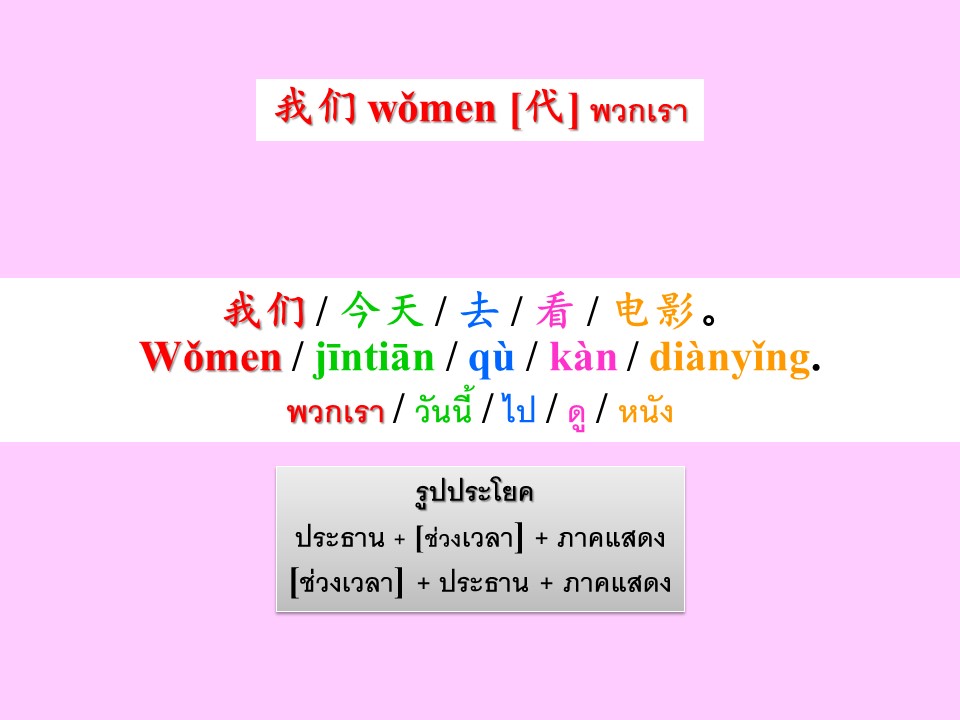 我们 wǒmen [代] พวกเรา
我们 / 今天 / 去 / 看 / 电影。
Wǒmen / jīntiān / qù / kàn / diànyǐng.
พวกเรา / วันนี้ / ไป / ดู / หนัง
รูปประโยค
ประธาน + [ช่วงเวลา] + ภาคแสดง
[ช่วงเวลา] + ประธาน + ภาคแสดง